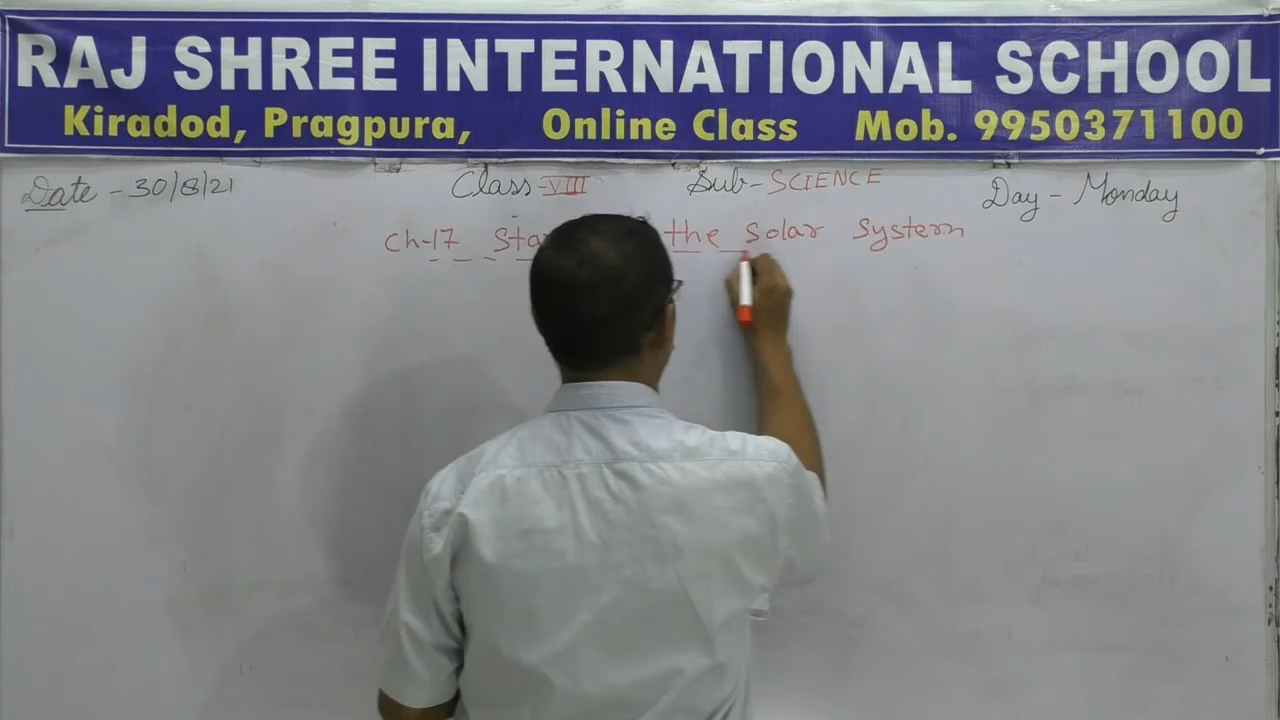 RAJ SHREE INTERNATIONAL SCHOOL
Kiradod, Pragpura, Online Class Mob. 9950371100
Date - 30/8/21 Class-VIII Sub-SCIENCE Day - Monday
Ch-17 the Solar System